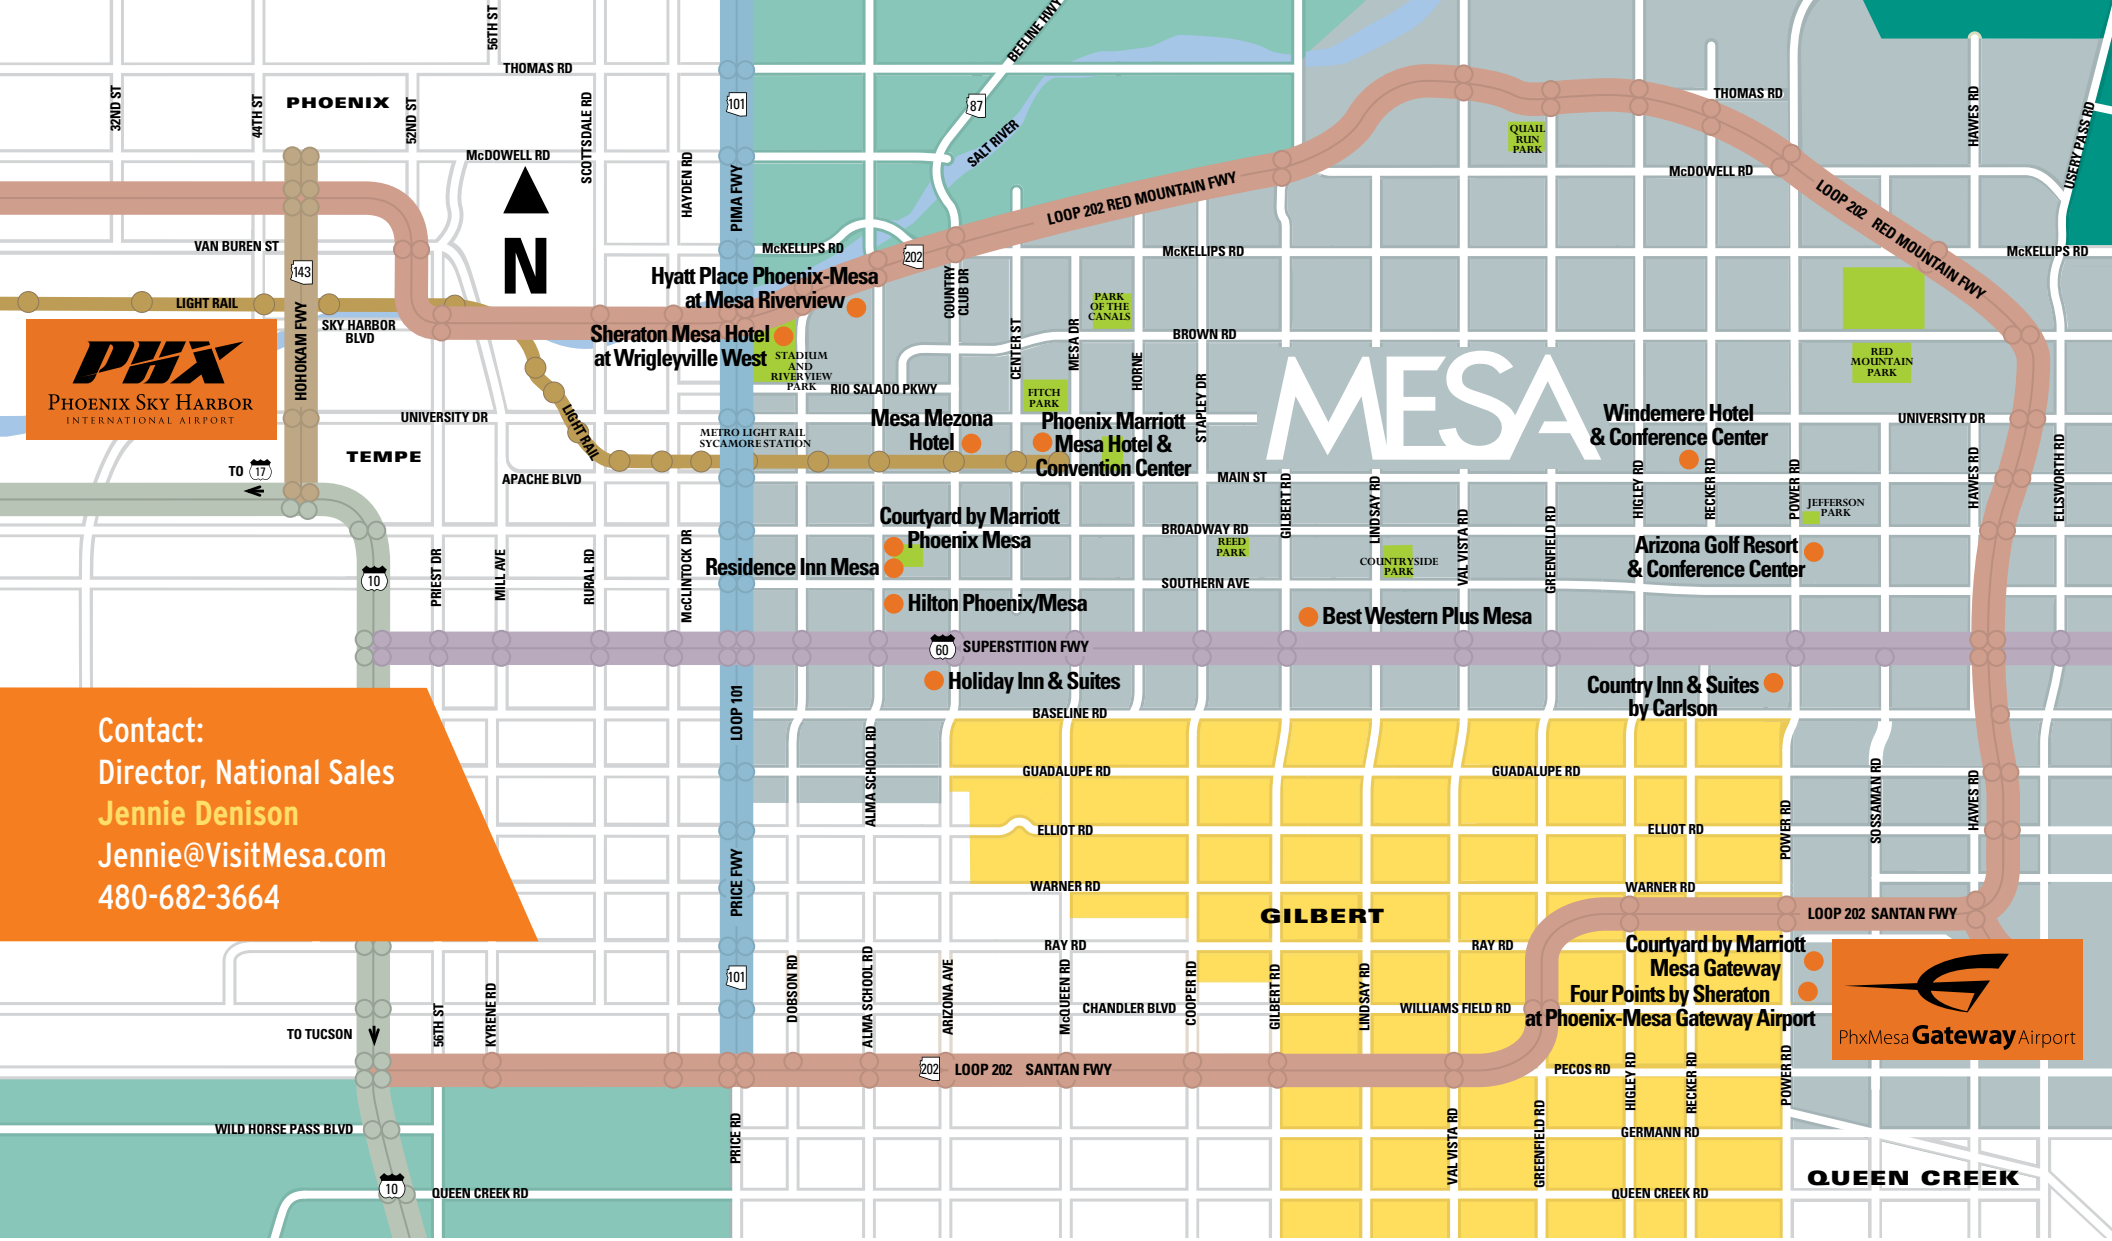 56TH ST
BEELINE HWY
THOMAS RD
32ND ST
44TH ST
PHOENIX
52ND ST
SCOTTSDALE RD
101
87
THOMAS RD
HAWES RD
USERY PASS RD
QUAIL
RUN
PARK
SALT RIVER
McDOWELL RD
HAYDEN RD
PIMA FWY
McDOWELL RD
LOOP 202 RED MOUNTAIN FWY
LOOP 202 RED MOUNTAIN FWY
N
VAN BUREN ST
McKELLIPS RD
202
McKELLIPS RD
McKELLIPS RD
143
Hyatt Place Phoenix-Mesa
at Mesa Riverview
COUNTRY
CLUB DR
LIGHT RAIL
HOHOKAM FWY
SKY HARBOR
BLVD
PARK
OF THE
CANALS
PHX
PHOENIX SKY HARBOR
INTERNATIONAL AIRPORT
Sheraton Mesa Hotel
at Wrigleyville West
STADIUM
AND
RIVERVIEW
PARK
CENTER ST
MESA DR
HORNE
BROWN RD
STAPLEY DR
MESA
RED
MOUNTAIN
PARK
RIO SALADO PKWY
FITCH
PARK
UNIVERSITY DR
LIGHT RAIL
METRO LIGHT RAIL
SYCAMORE STATION
Mesa Mezona
Hotel
Phoenix Marriott
Mesa Hotel &
Convention Center
Windemere Hotel
& Conference Center
UNIVERSITY DR
TEMPE
TO 17
APACHE BLVD
MAIN ST
GILBERT RD
LINDSAY RD
VAL VISTA RD
GREENFIELD RD
HIGLEY RD
RECKER RD
POWER RD
JEFFERSON
PARK
HAWES RD
ELLSWORTH RD
Courtyard by Marriott
Phoenix Mesa
Residence Inn Mesa
BROADWAY RD
REED
PARK
COUNTRYSIDE
PARK
Arizona Golf Resort
& Conference Center
10
PRIEST DR
MILL AVE
RURAL RD
McCLINTOCK DR
SOUTHERN AVE
Hilton Phoenix/Mesa
Best Western Plus Mesa
60
SUPERSTITION FWY
Holiday Inn & Suites
Country Inn & Suites
by Carlson
LOOP 101
BASELINE RD
Contact:
Director, National Sales
Jennie Denison
Jennie@VisitMesa.com
480-682-3664
ALMA SCHOOL RD
GUADALUPE RD
GUADALUPE RD
SOSSAMAN RD
HAWES RD
POWER RD
ELLIOT RD
ELLIOT RD
PRICE FWY
WARNER RD
WARNER RD
GILBERT
LOOP 202 SANTAN FWY
RAY RD
RAY RD
Courtyard by Marriott
Mesa Gateway
Four Points by Sheraton
at Phoenix-Mesa Gateway Airport
PhxMesa Gateway Airport
101
DOBSON RD
ALMA SCHOOL RD
ARIZONA AVE
McQUEEN RD
CHANDLER BLVD
COOPER RD
GILBERT RD
LINDSAY RD
WILLIAMS FIELD RD
TO TUCSON
56TH ST
KYRENE RD
202
LOOP 202 SANTAN FWY
PECOS RD
HIGLEY RD
RECKER RD
POWER RD
WILD HORSE PASS BLVD
PRICE RD
VAL VISTA RD
GREENFIELD RD
GERMANN RD
QUEEN CREEK
10
QUEEN CREEK RD
QUEEN CREEK RD